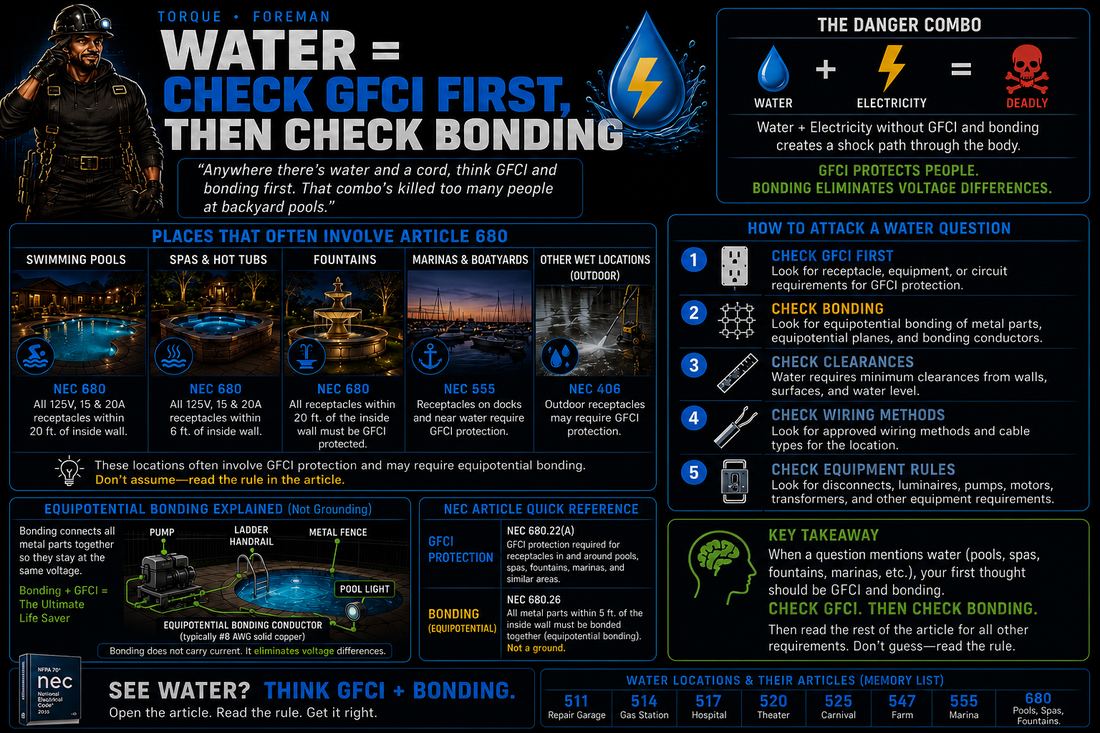 TORQUE • FOREMAN
WATER =
CHECK GFCI FIRST,
THEN CHECK BONDING
"Anywhere there's water and a cord, think GFCI and
bonding first. That combo's killed too many people
at backyard pools."
THE DANGER COMBO
WATER + ELECTRICITY = DEADLY
Water + Electricity without GFCI and bonding
creates a shock path through the body.
GFCI PROTECTS PEOPLE.
BONDING ELIMINATES VOLTAGE DIFFERENCES.
PLACES THAT OFTEN INVOLVE ARTICLE 680
SWIMMING POOLS
NEC 680
All 125V, 15 & 20A
receptacles within
20 ft. of inside wall.
SPAS & HOT TUBS
NEC 680
All 125V, 15 & 20A
receptacles within
6 ft. of inside wall.
FOUNTAINS
NEC 680
All receptacles within
20 ft. of the inside
wall must be GFCI
protected.
MARINAS & BOATYARDS
NEC 555
Receptacles on docks
and near water require
GFCI protection.
OTHER WET LOCATIONS
(OUTDOOR)
NEC 406
Outdoor receptacles
may require GFCI
protection.
These locations often involve GFCI protection and may require equipotential bonding.
Don't assume—read the rule in the article.
HOW TO ATTACK A WATER QUESTION
1 CHECK GFCI FIRST
Look for receptacle, equipment, or circuit
requirements for GFCI protection.
2 CHECK BONDING
Look for equipotential bonding of metal parts,
equipotential planes, and bonding conductors.
3 CHECK CLEARANCES
Water requires minimum clearances from walls,
surfaces, and water level.
4 CHECK WIRING METHODS
Look for approved wiring methods and cable
types for the location.
5 CHECK EQUIPMENT RULES
Look for disconnects, luminaires, pumps, motors,
transformers, and other equipment requirements.
EQUIPOTENTIAL BONDING EXPLAINED (Not Grounding)
Bonding connects all
metal parts together
so they stay at the
same voltage.
Bonding + GFCI =
The Ultimate
Life Saver
PUMP
LADDER
HANDRAIL
METAL FENCE
POOL LIGHT
EQUIPOTENTIAL BONDING CONDUCTOR
(typically #8 AWG solid copper)
Bonding does not carry current. It eliminates voltage differences.
NEC ARTICLE QUICK REFERENCE
GFCI
PROTECTION
NEC 680.22(A)
GFCI protection required for
receptacles in and around pools,
spas, fountains, marinas, and
similar areas.
BONDING
(EQUIPOTENTIAL)
NEC 680.26
All metal parts within 5 ft. of the
inside wall must be bonded
together (equipotential bonding).
Not a ground.
KEY TAKEAWAY
When a question mentions water (pools, spas,
fountains, marinas, etc.), your first thought
should be GFCI and bonding.
CHECK GFCI. THEN CHECK BONDING.
Then read the rest of the article for all other
requirements. Don't guess—read the rule.
NFPA 70
nec
National
Electrical
Code
SEE WATER? THINK GFCI + BONDING.
Open the article. Read the rule. Get it right.
WATER LOCATIONS & THEIR ARTICLES (MEMORY LIST)
511
Repair Garage
514
Gas Station
517
Hospital
520
Theater
525
Carnival
547
Farm
555
Marina
680
Pools, Spas,
Fountains.